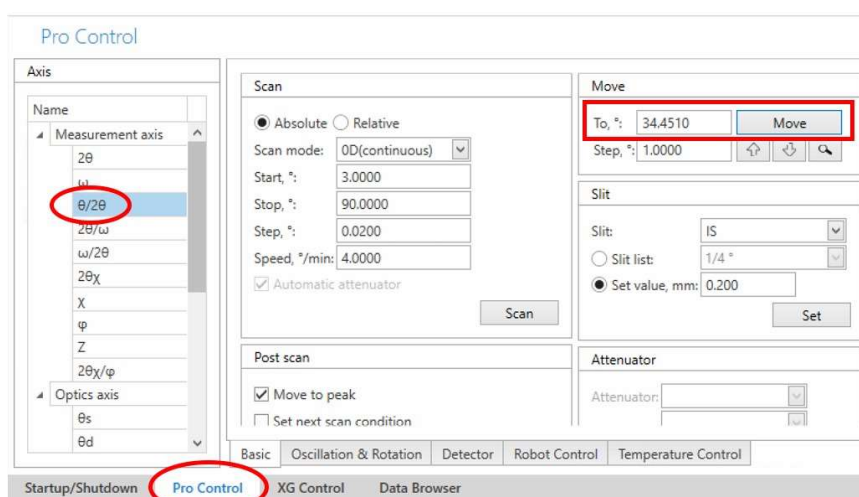 Pro Control
Axis
Name
Measurement axis
2θ
ω
θ/2θ
2θ/ω
ω/2θ
2θχ
χ
φ
Z
2θχ/φ
Optics axis
θs
θd
Scan
Absolute Relative
Scan mode: 0D(continuous)
Start, °: 3.0000
Stop, °: 90.0000
Step, °: 0.0200
Speed, °/min: 4.0000
Automatic attenuator
Scan
Post scan
Move to peak
Set next scan condition
Move
To, °: 34.4510 Move
Step, °: 1.0000
Slit
Slit: IS
Slit list: 1/4 °
Set value, mm: 0.200
Set
Attenuator
Attenuator:
Basic Oscillation & Rotation Detector Robot Control Temperature Control
Startup/Shutdown Pro Control XG Control Data Browser